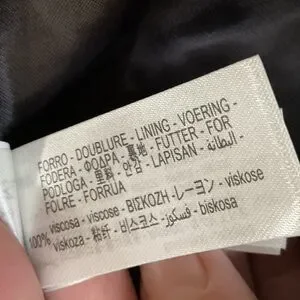 FORRO - DOUBLURE - LINING - VOERING -
FODERA - ΦΟΔΡΑ - 裏地 - FUTTER - FOR
PODLOGA - 里料 - 안감 - LAPISAN - البطانة -
FOLRE - FORRUA
100% viscosa - viscose - ΒΙΣΚΟΖΗ レーヨン - viskose
viskoza - 粘纤 - 비스코스 - فسكوز - biskosa